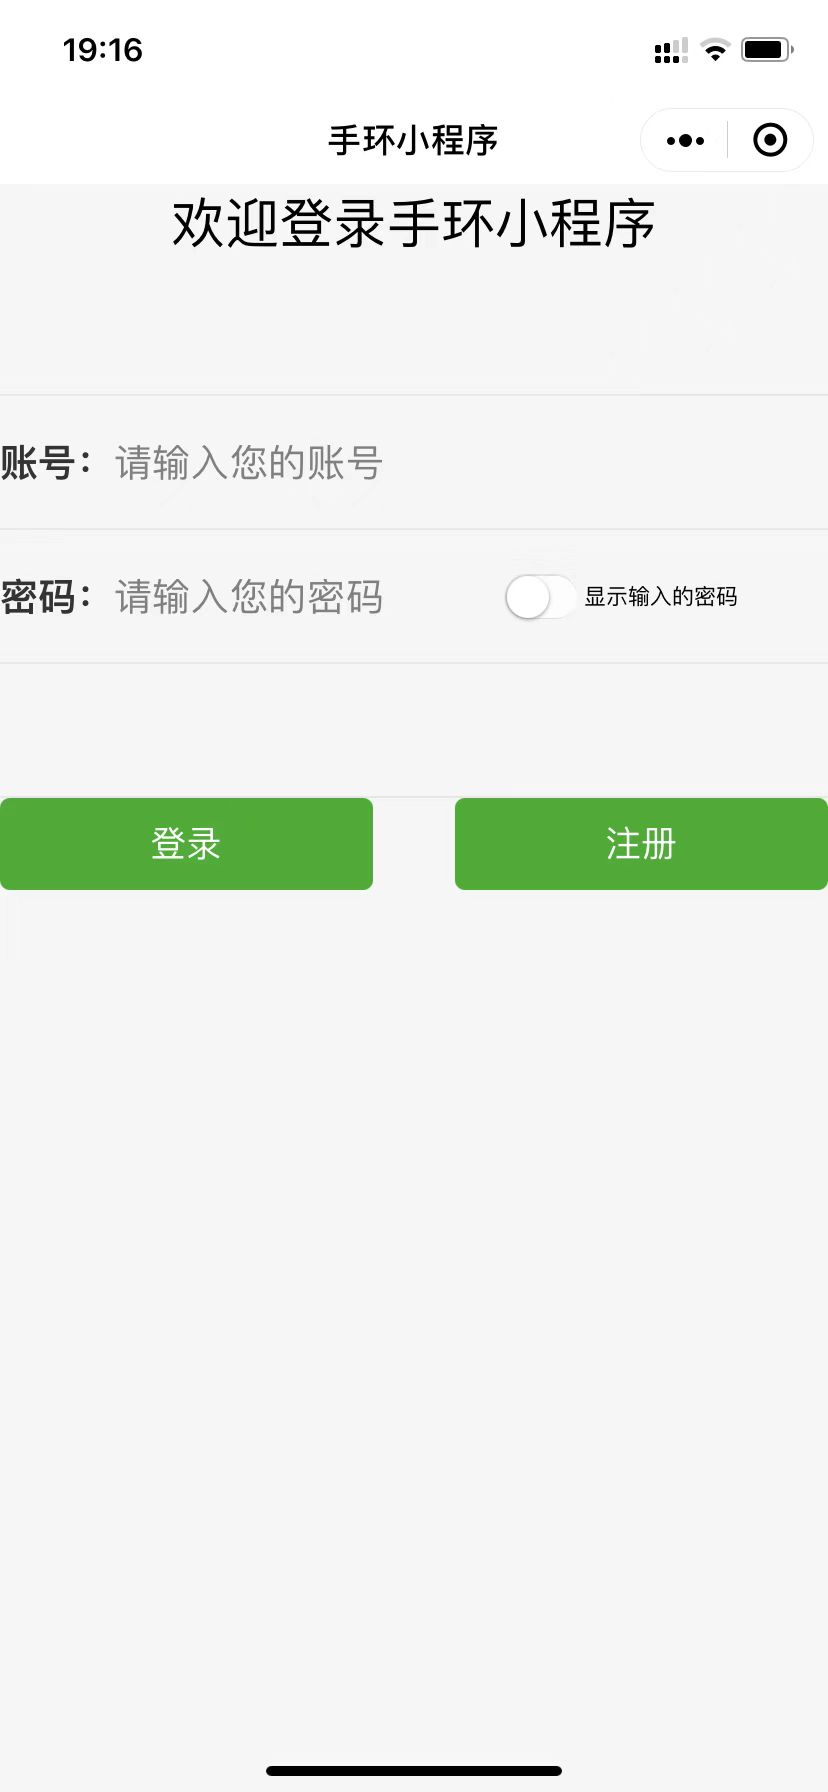 19:16
手环小程序
欢迎登录手环小程序
账号：请输入您的账号
密码：请输入您的密码 显示输入的密码
登录 注册